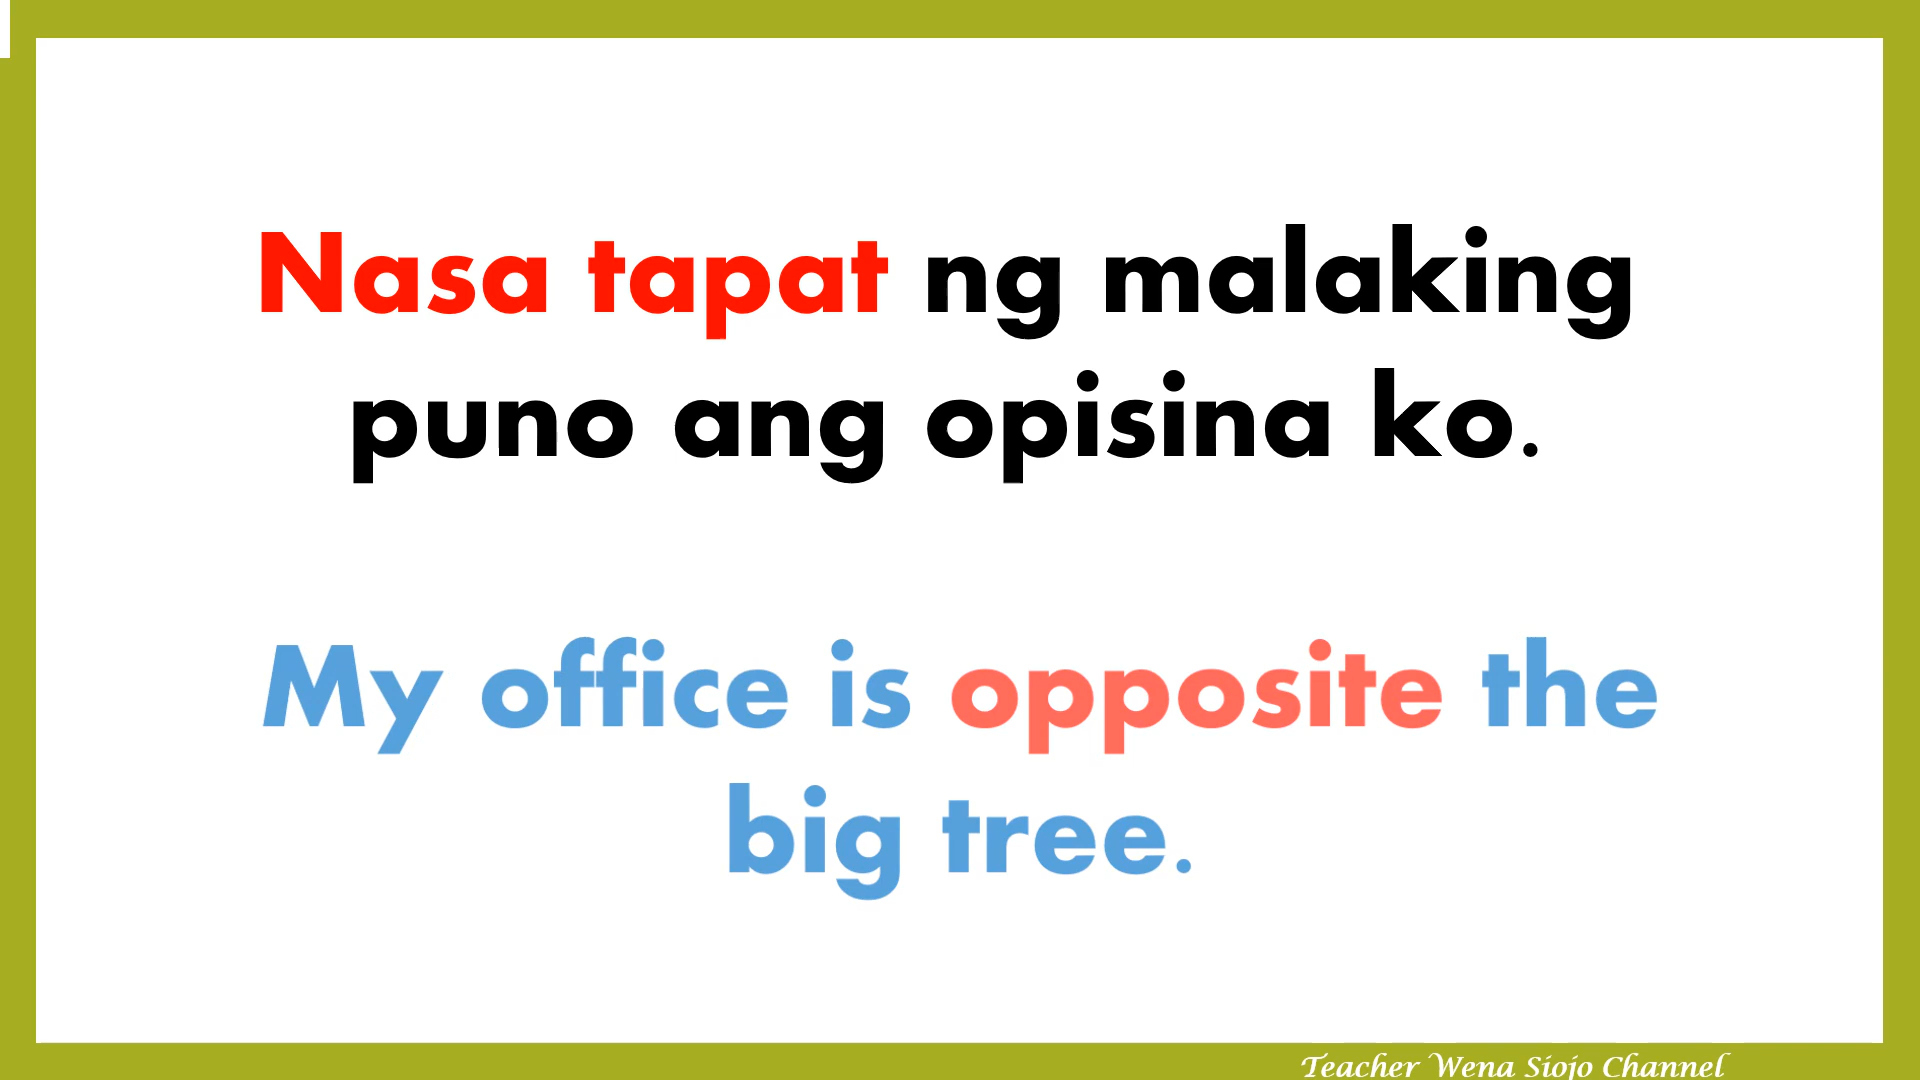 Nasa tapat ng malaking
puno ang opisina ko.
My office is opposite the
big tree.
Teacher Wena Siojo Channel